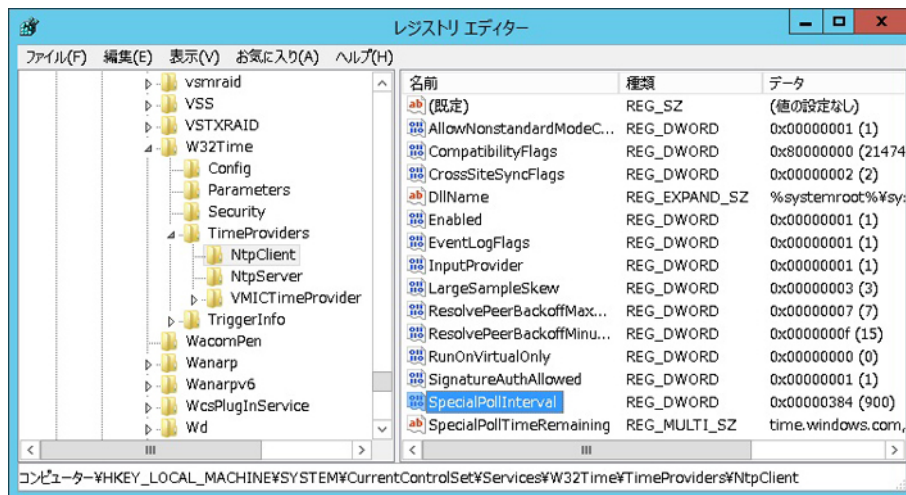 レジストリ エディター
ファイル(F) 編集(E) 表示(V) お気に入り(A) ヘルプ(H)
vsmraid
VSS
VSTXRAID
W32Time
Config
Parameters
Security
TimeProviders
NtpClient
NtpServer
VMICTimeProvider
TriggerInfo
WacomPen
Wanarp
Wanarpv6
WcsPlugInService
Wd
名前 種類 データ
(既定) REG_SZ (値の設定なし)
AllowNonstandardModeC... REG_DWORD 0x00000001 (1)
CompatibilityFlags REG_DWORD 0x80000000 (21474
CrossSiteSyncFlags REG_DWORD 0x00000002 (2)
DllName REG_EXPAND_SZ %systemroot%¥sy
Enabled REG_DWORD 0x00000001 (1)
EventLogFlags REG_DWORD 0x00000001 (1)
InputProvider REG_DWORD 0x00000001 (1)
LargeSampleSkew REG_DWORD 0x00000003 (3)
ResolvePeerBackoffMax... REG_DWORD 0x00000007 (7)
ResolvePeerBackoffMinu... REG_DWORD 0x0000000f (15)
RunOnVirtualOnly REG_DWORD 0x00000000 (0)
SignatureAuthAllowed REG_DWORD 0x00000001 (1)
SpecialPollInterval REG_DWORD 0x00000384 (900)
SpecialPollTimeRemaining REG_MULTI_SZ time.windows.com,
コンピューター¥HKEY_LOCAL_MACHINE¥SYSTEM¥CurrentControlSet¥Services¥W32Time¥TimeProviders¥NtpClient